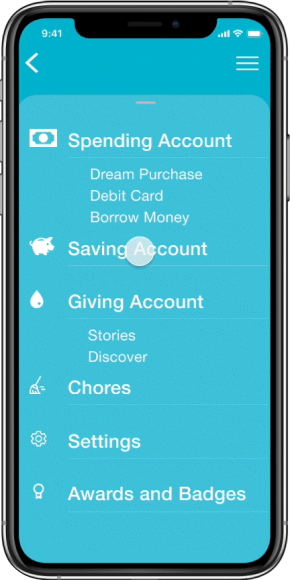 9:41
Spending Account
Dream Purchase
Debit Card
Borrow Money
Saving Account
Giving Account
Stories
Discover
Chores
Settings
Awards and Badges